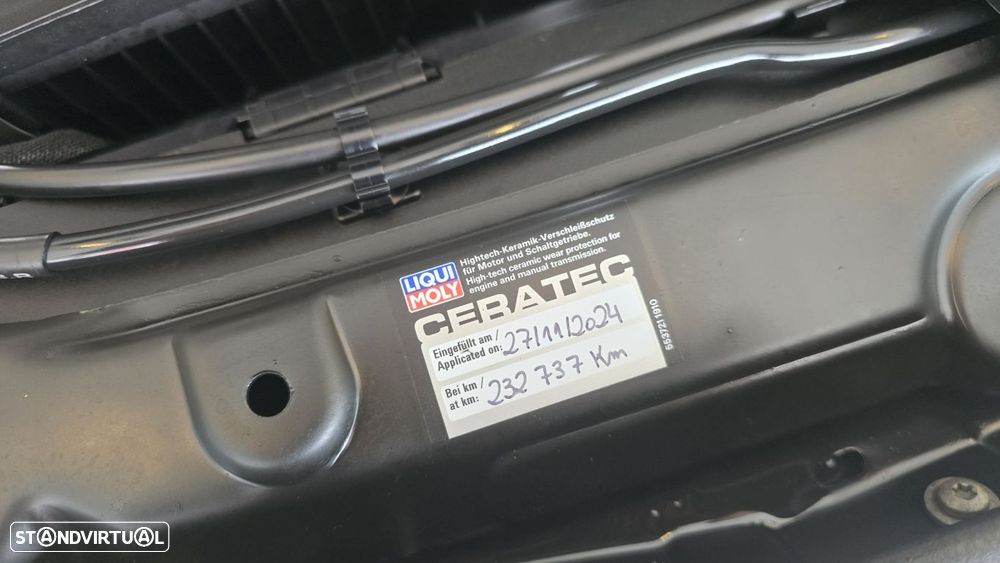 Hightech-Keramik-Verschleißschutz
für Motor und Schaltgetriebe.
High-tech ceramic wear protection for
engine and manual transmission.
LIQUI
MOLY
CERATEC
Eingefüllt am/
Applicated on: 27/11/2024
Bei km/
at km: 232 737 Km
5537211910
STANDVIRTUAL